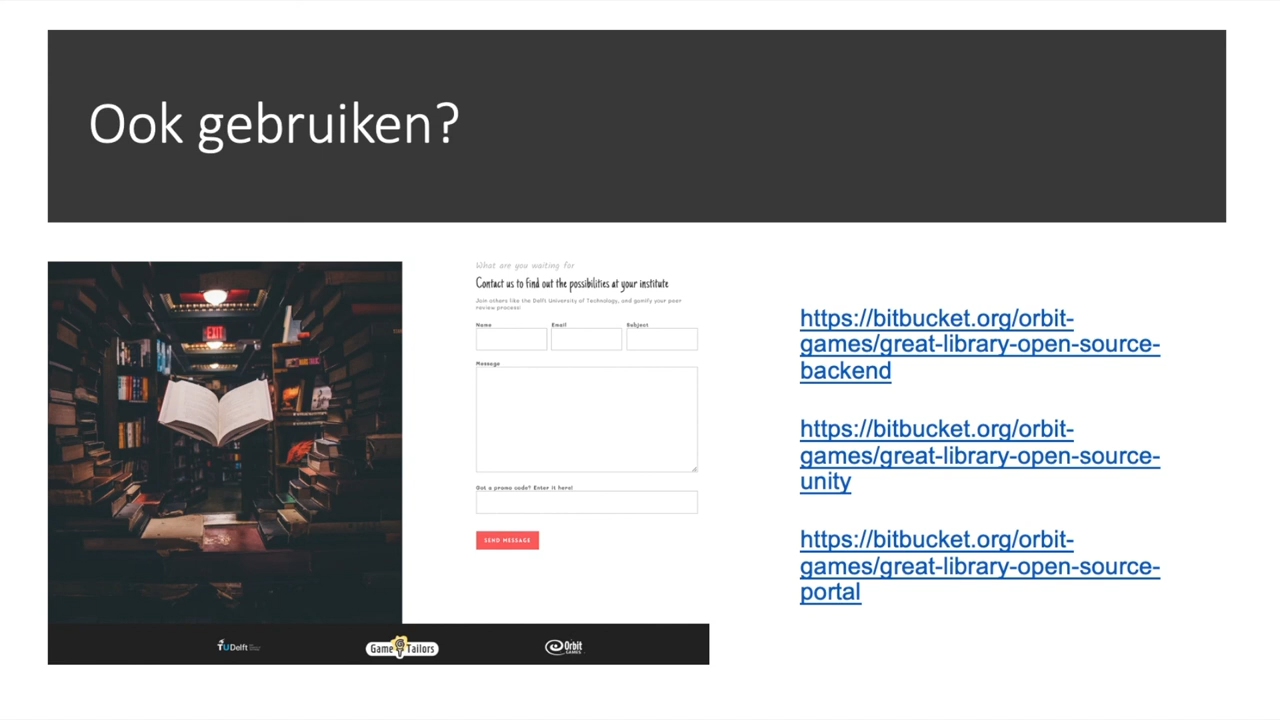 Ook gebruiken?
EXIT
What are you waiting for
Contact us to find out the possibilities at your institute
Join others like the Delft University of Technology, and gamify your peer
review process:
Name Email Subject
Message
Got a promo code? Enter it here!
SEND MESSAGE
https://bitbucket.org/orbit-
games/great-library-open-source-
backend
https://bitbucket.org/orbit-
games/great-library-open-source-
unity
https://bitbucket.org/orbit-
games/great-library-open-source-
portal
TU Delft
Game Tailors
Orbit
GAMES